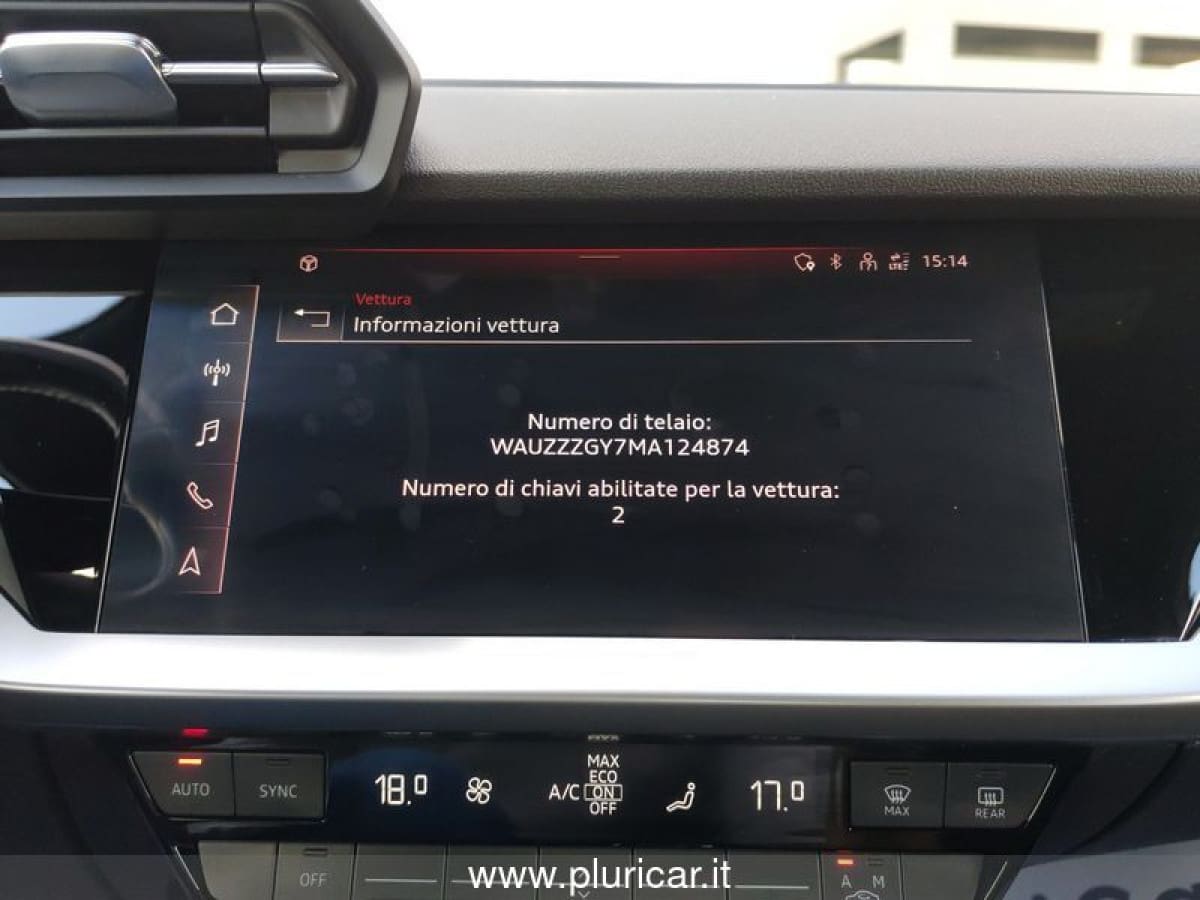 15:14
Vettura
Informazioni vettura
Numero di telaio:
WAUZZZGY7MA124874
Numero di chiavi abilitate per la vettura:
2
AUTO
SYNC
18.0
A/C
MAX
ECO
ON
OFF
17.0
MAX
REAR
OFF
A
M
www.pluricar.it